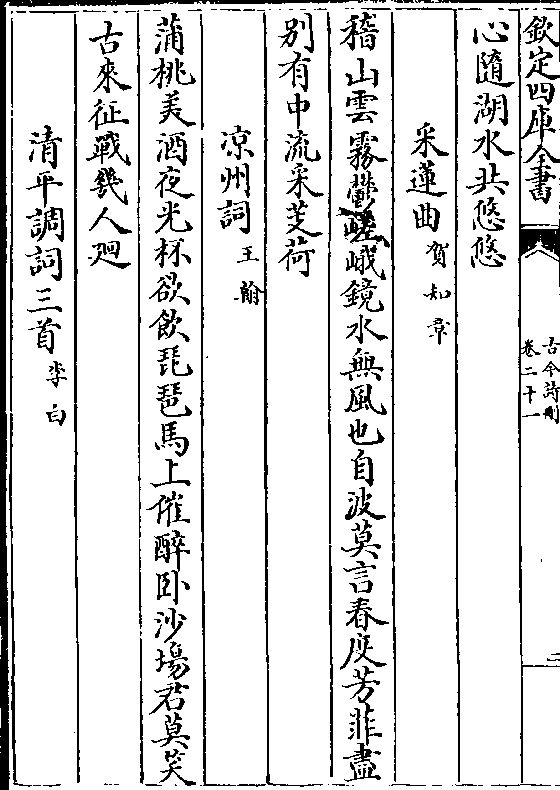 欽定四庫全書
古今詩刪
卷二十一
二
心隨湖水共悠悠
采蓮曲賀知章
稽山雲霧鬱嵯峨鏡水無風也自波莫言春度芳菲盡
別有中流采芰荷
涼州詞王翰
蒲桃美酒夜光杯欲飲琵琶馬上催醉臥沙場君莫笑
古來征戰幾人廻
清平調詞三首李白